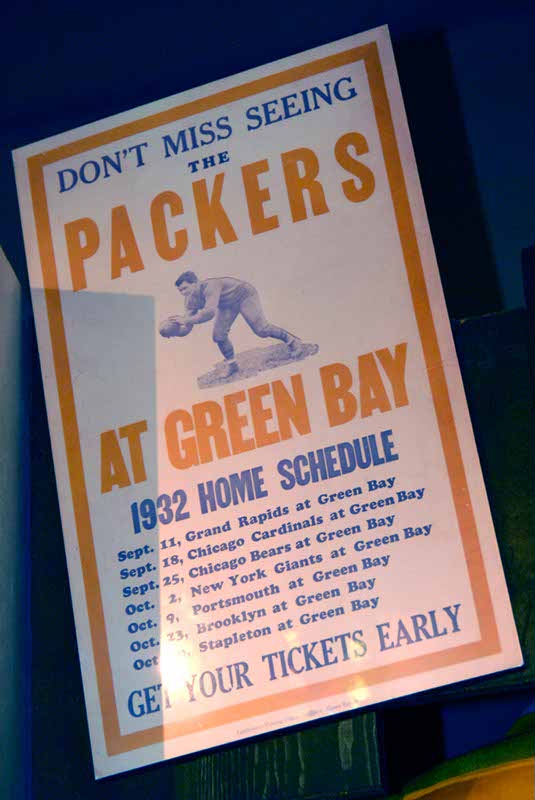 DON'T MISS SEEING
THE
PACKERS
AT GREEN BAY
1932 HOME SCHEDULE
Sept. 11, Grand Rapids at Green Bay
Sept. 18, Chicago Cardinals at Green Bay
Sept. 25, Chicago Bears at Green Bay
Oct. 2, New York Giants at Green Bay
Oct. 9, Portsmouth at Green Bay
Oct. 23, Brooklyn at Green Bay
Oct. Stapleton at Green Bay
GET YOUR TICKETS EARLY